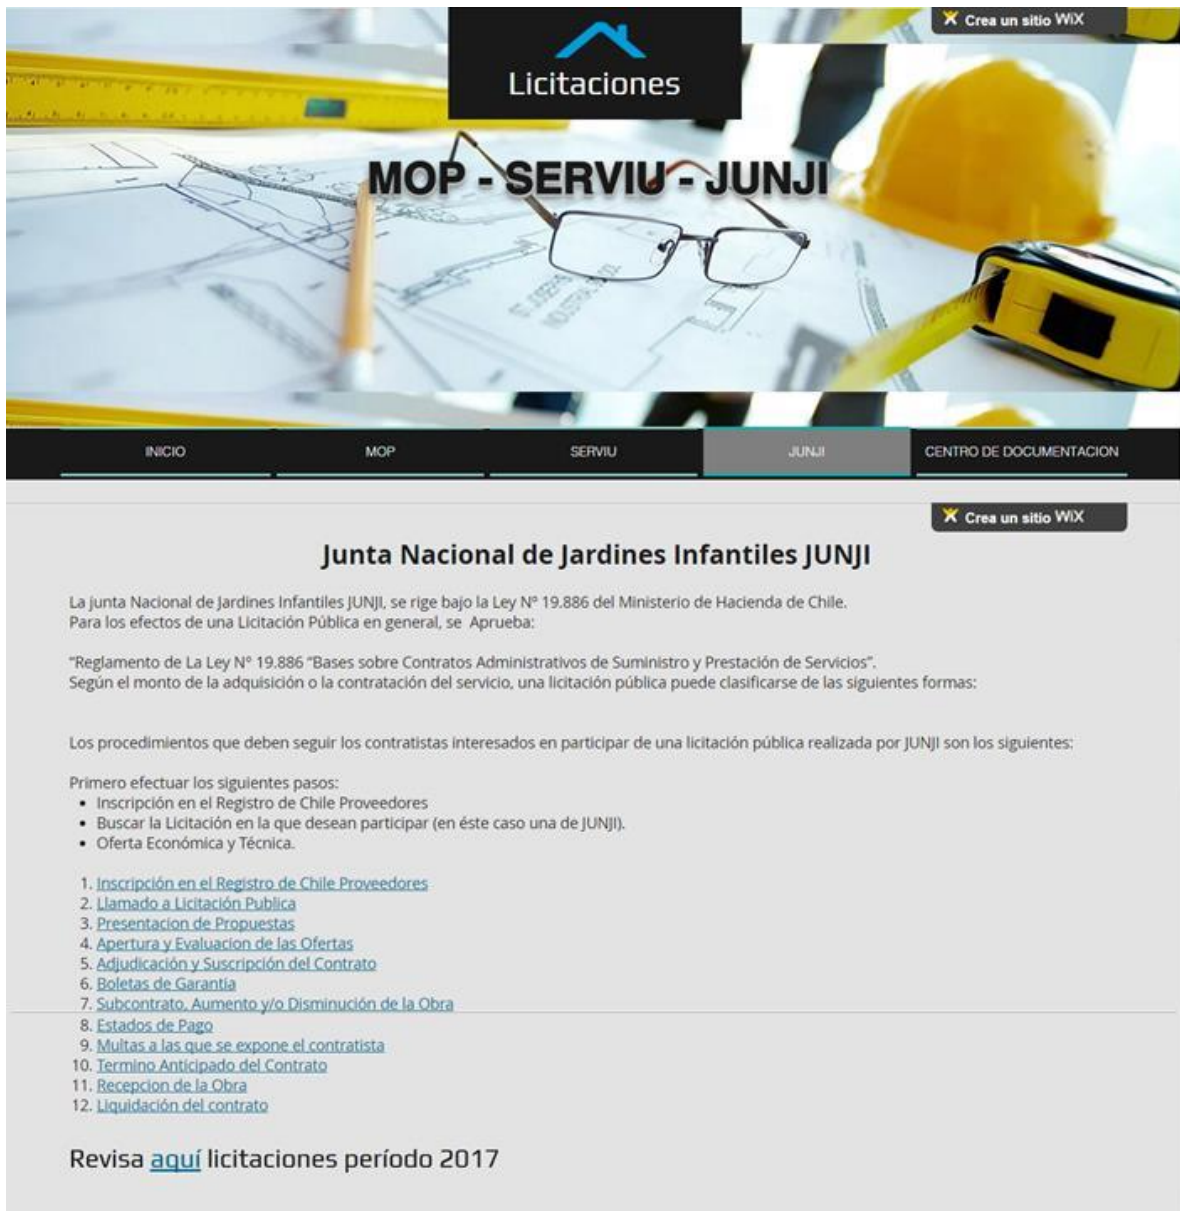 Crea un sitio WiX
Licitaciones
MOP - SERVIU - JUNJI
INICIO
MOP
SERVIU
JUNJI
CENTRO DE DOCUMENTACION
Crea un sitio WiX
Junta Nacional de Jardines Infantiles JUNJI
La junta Nacional de Jardines Infantiles JUNJI, se rige bajo la Ley Nº 19.886 del Ministerio de Hacienda de Chile.
Para los efectos de una Licitación Pública en general, se Aprueba:
"Reglamento de La Ley Nº 19.886 "Bases sobre Contratos Administrativos de Suministro y Prestación de Servicios".
Según el monto de la adquisición o la contratación del servicio, una licitación pública puede clasificarse de las siguientes formas:
Los procedimientos que deben seguir los contratistas interesados en participar de una licitación pública realizada por JUNJI son los siguientes:
Primero efectuar los siguientes pasos:
• Inscripción en el Registro de Chile Proveedores
• Buscar la Licitación en la que desean participar (en éste caso una de JUNJI).
• Oferta Económica y Técnica.
1. Inscripción en el Registro de Chile Proveedores
2. Llamado a Licitación Publica
3. Presentacion de Propuestas
4. Apertura y Evaluacion de las Ofertas
5. Adjudicación y Suscripción del Contrato
6. Boletas de Garantia
7. Subcontrato, Aumento y/o Disminución de la Obra
8. Estados de Pago
9. Multas a las que se expone el contratista
10. Termino Anticipado del Contrato
11. Recepcion de la Obra
12. Liquidación del contrato
Revisa aquí licitaciones período 2017